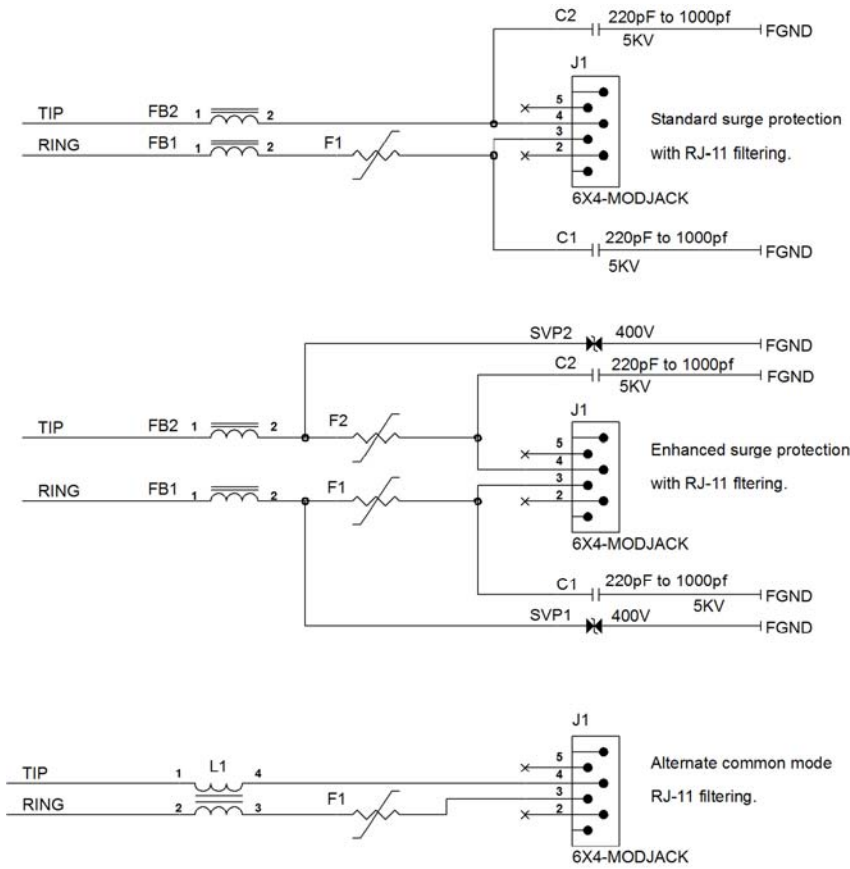 C2 220pF to 1000pf
5KV
FGND
J1
TIP FB2 1 2
5
4
RING FB1 1 2 F1
3
2
Standard surge protection
with RJ-11 filtering.
6X4-MODJACK
C1 220pF to 1000pf
5KV
FGND
SVP2 400V
FGND
C2 220pF to 1000pf
5KV
FGND
J1
TIP FB2 1 2 F2
5
4
RING FB1 1 2 F1
3
2
Enhanced surge protection
with RJ-11 fltering.
6X4-MODJACK
C1 220pF to 1000pf
5KV
FGND
SVP1 400V
FGND
J1
L1
TIP 1 4
5
4
RING 2 3 F1
3
2
Alternate common mode
RJ-11 filtering.
6X4-MODJACK